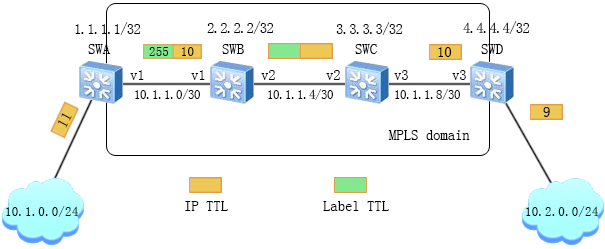 1.1.1.1/32 2.2.2.2/32 3.3.3.3/32 4.4.4.4/32
SWA 255 10 SWB SWC 10 SWD
v1 v1 v2 v2 v3 v3
10.1.1.0/30 10.1.1.4/30 10.1.1.8/30
11 9
MPLS domain
10.1.0.0/24 IP TTL Label TTL 10.2.0.0/24